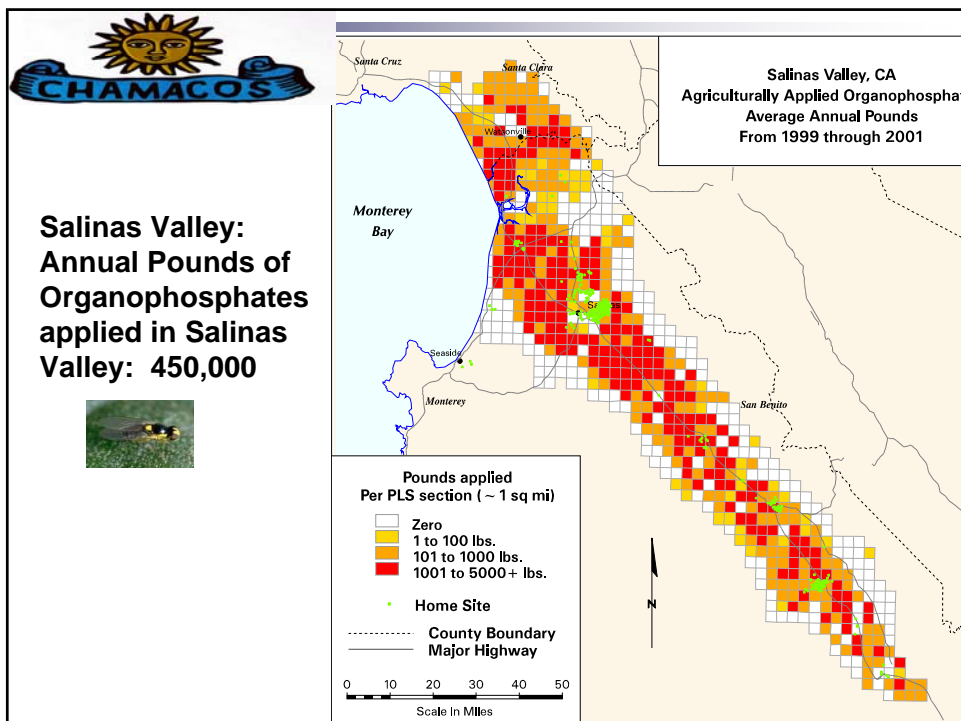 CHAMACOS
Salinas Valley:
Annual Pounds of
Organophosphates
applied in Salinas
Valley: 450,000
Salinas Valley, CA
Agriculturally Applied Organophosphat
Average Annual Pounds
From 1999 through 2001
Santa Cruz
Santa Clara
Watsonville
Monterey
Bay
Seaside
Monterey
San Benito
Pounds applied
Per PLS section (~ 1 sq mi)
Zero
1 to 100 lbs.
101 to 1000 lbs.
1001 to 5000+ lbs.
Home Site
County Boundary
Major Highway
N
0 10 20 30 40 50
Scale In Miles